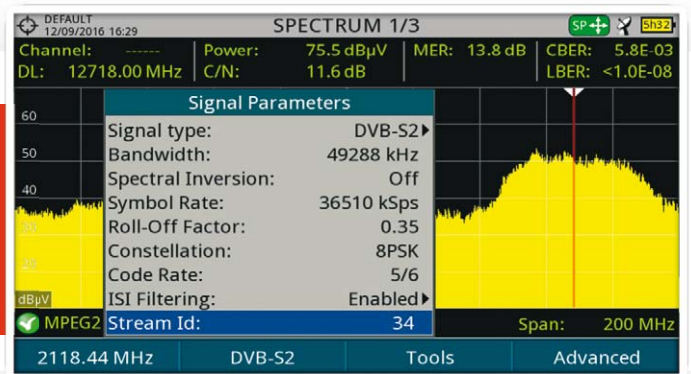 DEFAULT
12/09/2016 16:29
SPECTRUM 1/3
SP
5h32
Channel: ------
Power: 75.5 dBµV
MER: 13.8 dB
CBER: 5.8E-03
DL: 12718.00 MHz
C/N: 11.6 dB
LBER: <1.0E-08
Signal Parameters
Signal type: DVB-S2
Bandwidth: 49288 kHz
Spectral Inversion: Off
Symbol Rate: 36510 kSps
Roll-Off Factor: 0.35
Constellation: 8PSK
Code Rate: 5/6
ISI Filtering: Enabled
Stream Id: 34
60
50
40
dBµV
MPEG2
Span: 200 MHz
2118.44 MHz
DVB-S2
Tools
Advanced